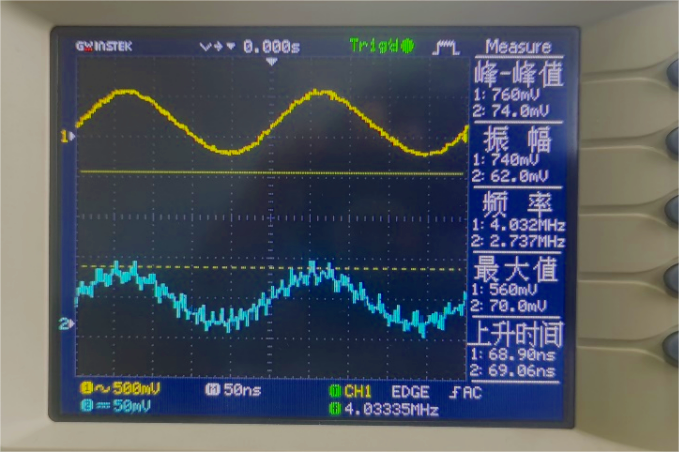 GWINSTEK 0.000s Trig'd Measure
峰-峰值
1: 760mV
2: 74.0mV
振 幅
1: 740mV
2: 62.0mV
频 率
1: 4.032MHz
2: 2.737MHz
最大值
1: 560mV
2: 70.0mV
上升时间
1: 68.90ns
2: 69.06ns
1
2
1 500mV M 50ns CH1 EDGE AC
2 50mV 4.03335MHz